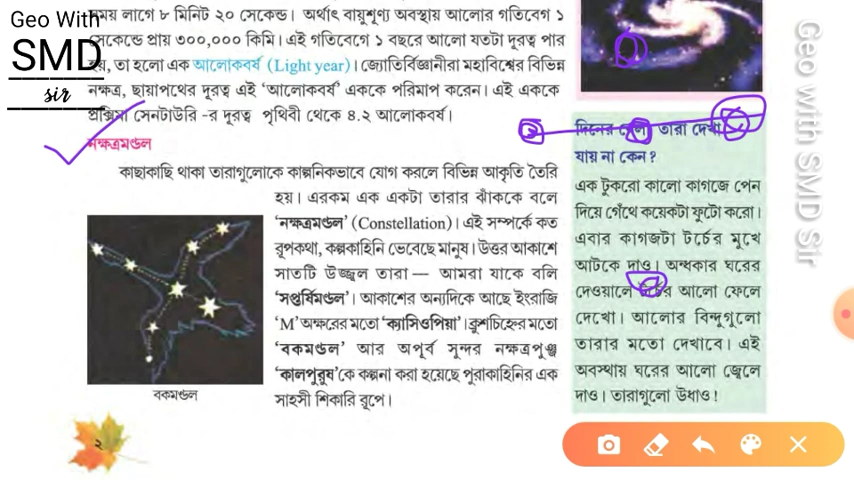 Geo With
SMD
sir
সময় লাগে ৮ মিনিট ২০ সেকেন্ড। অর্থাৎ বায়ুশূণ্য অবস্থায় আলোর গতিবেগ ১
সেকেন্ডে প্রায় ৩০০,০০০ কিমি। এই গতিবেগে ১ বছরে আলো যতটা দূরত্ব পার
হয়, তা হলো এক আলোকবর্ষ (Light year)। জ্যোতির্বিজ্ঞানীরা মহাবিশ্বের বিভিন্ন
নক্ষত্র, ছায়াপথের দূরত্ব এই ‘আলোকবর্ষ’ এককে পরিমাপ করেন। এই এককে
প্রক্সিমা সেনটাউরি -র দূরত্ব পৃথিবী থেকে ৪.২ আলোকবর্ষ।
নক্ষত্রমণ্ডল
কাছাকাছি থাকা তারাগুলোকে কাল্পনিকভাবে যোগ করলে বিভিন্ন আকৃতি তৈরি
হয়। এরকম এক একটা তারার ঝাঁককে বলে
‘নক্ষত্রমণ্ডল’ (Constellation)। এই সম্পর্কে কত
রূপকথা, কল্পকাহিনি ভেবেছে মানুষ। উত্তর আকাশে
সাতটি উজ্জ্বল তারা — আমরা যাকে বলি
‘সপ্তর্ষিমণ্ডল’। আকাশের অন্যদিকে আছে ইংরাজি
‘M’ অক্ষরের মতো ‘ক্যাসিওপিয়া’। ক্রুশচিহ্নের মতো
‘বকমণ্ডল’ আর অপূর্ব সুন্দর নক্ষত্রপুঞ্জ
‘কালপুরুষ’কে কল্পনা করা হয়েছে পুরাকাহিনির এক
সাহসী শিকারি রূপে।
বকমণ্ডল
২
দিনের তারা দেখা
যায় না কেন?
এক টুকরো কালো কাগজে পেন
দিয়ে গেঁথে কয়েকটা ফুটো করো।
এবার কাগজটা টর্চের মুখে
আটকে দাও। অন্ধকার ঘরের
দেওয়ালে টর্চের আলো ফেলে
দেখো। আলোর বিন্দুগুলো
তারার মতো দেখাবে। এই
অবস্থায় ঘরের আলো জ্বেলে
দাও। তারাগুলো উধাও!
Geo with SMD Sir